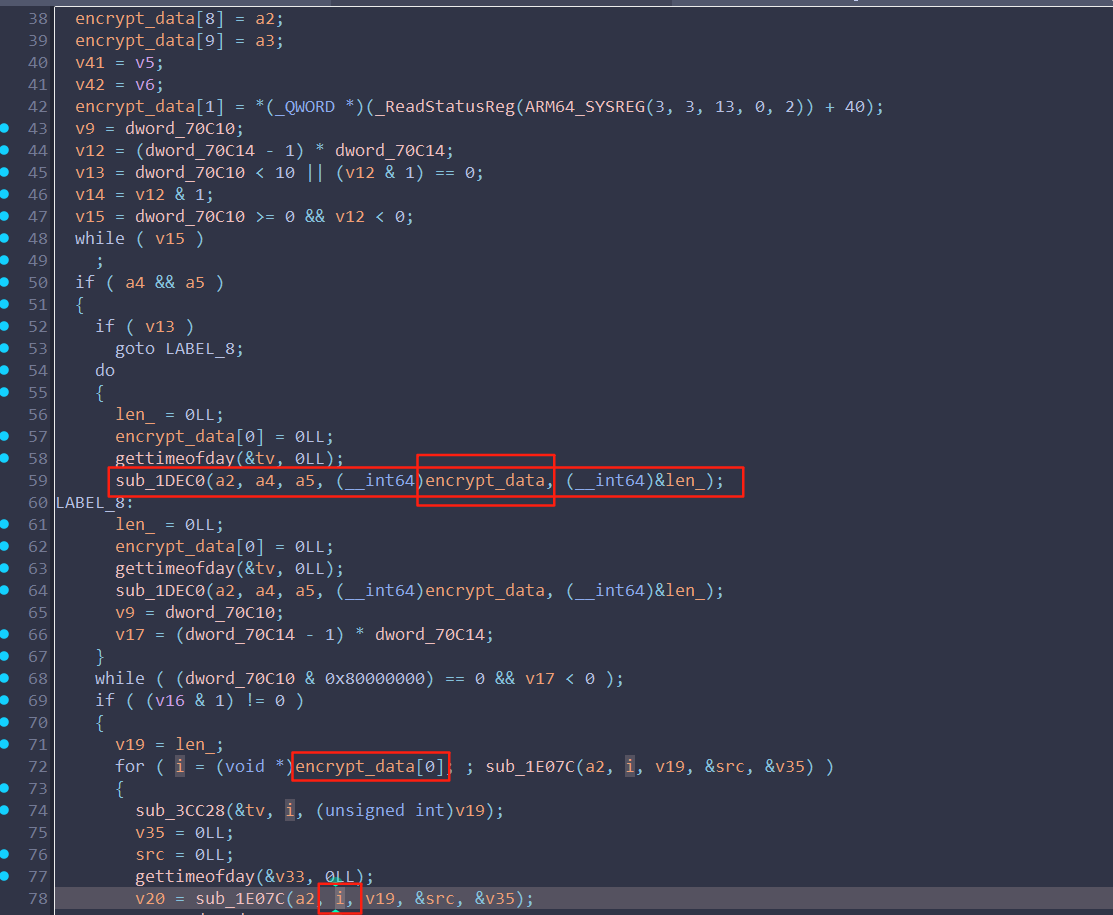 38 encrypt_data[8] = a2;
39 encrypt_data[9] = a3;
40 v41 = v5;
41 v42 = v6;
42 encrypt_data[1] = *(_QWORD *)(_ReadStatusReg(ARM64_SYSREG(3, 3, 13, 0, 2)) + 40);
43 v9 = dword_70C10;
44 v12 = (dword_70C14 - 1) * dword_70C14;
45 v13 = dword_70C10 < 10 || (v12 & 1) == 0;
46 v14 = v12 & 1;
47 v15 = dword_70C10 >= 0 && v12 < 0;
48 while ( v15 )
49 ;
50 if ( a4 && a5 )
51 {
52 if ( v13 )
53 goto LABEL_8;
54 do
55 {
56 len_ = 0LL;
57 encrypt_data[0] = 0LL;
58 gettimeofday(&tv, 0LL);
59 sub_1DEC0(a2, a4, a5, (__int64)encrypt_data, (__int64)&len_);
60 LABEL_8:
61 len_ = 0LL;
62 encrypt_data[0] = 0LL;
63 gettimeofday(&tv, 0LL);
64 sub_1DEC0(a2, a4, a5, (__int64)encrypt_data, (__int64)&len_);
65 v9 = dword_70C10;
66 v17 = (dword_70C14 - 1) * dword_70C14;
67 }
68 while ( (dword_70C10 & 0x80000000) == 0 && v17 < 0 );
69 if ( (v16 & 1) != 0 )
70 {
71 v19 = len_;
72 for ( i = (void *)encrypt_data[0]; ; sub_1E07C(a2, i, v19, &src, &v35) )
73 {
74 sub_3CC28(&tv, i, (unsigned int)v19);
75 v35 = 0LL;
76 src = 0LL;
77 gettimeofday(&v33, 0LL);
78 v20 = sub_1E07C(a2, i, v19, &src, &v35);